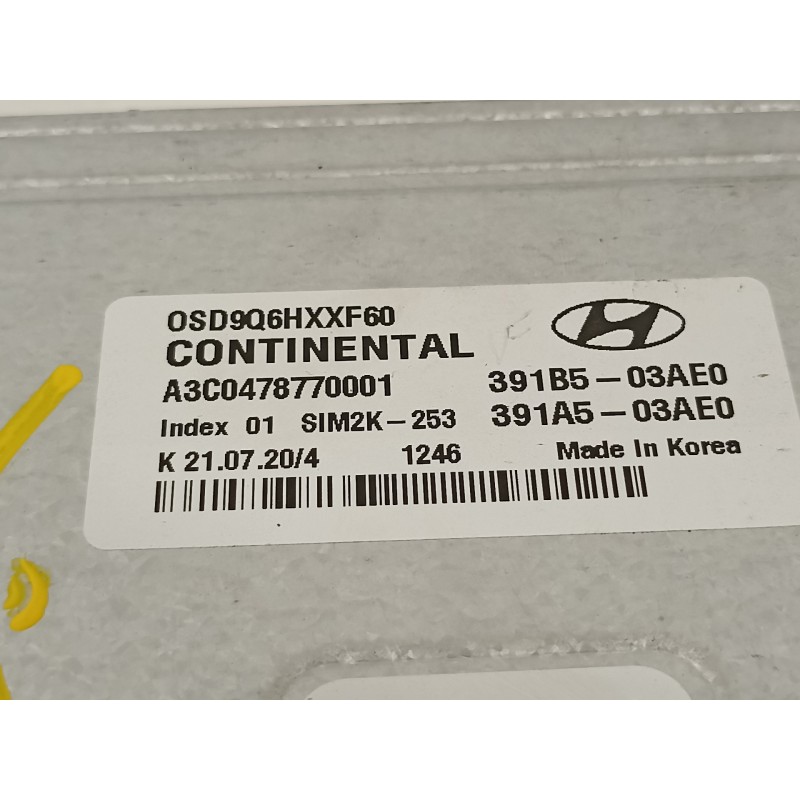 OSD9Q6HXXF60
CONTINENTAL
A3C0478770001 391B5-03AE0
391A5-03AE0
Index 01 SIM2K-253
K 21.07.20/4 1246 Made In Korea